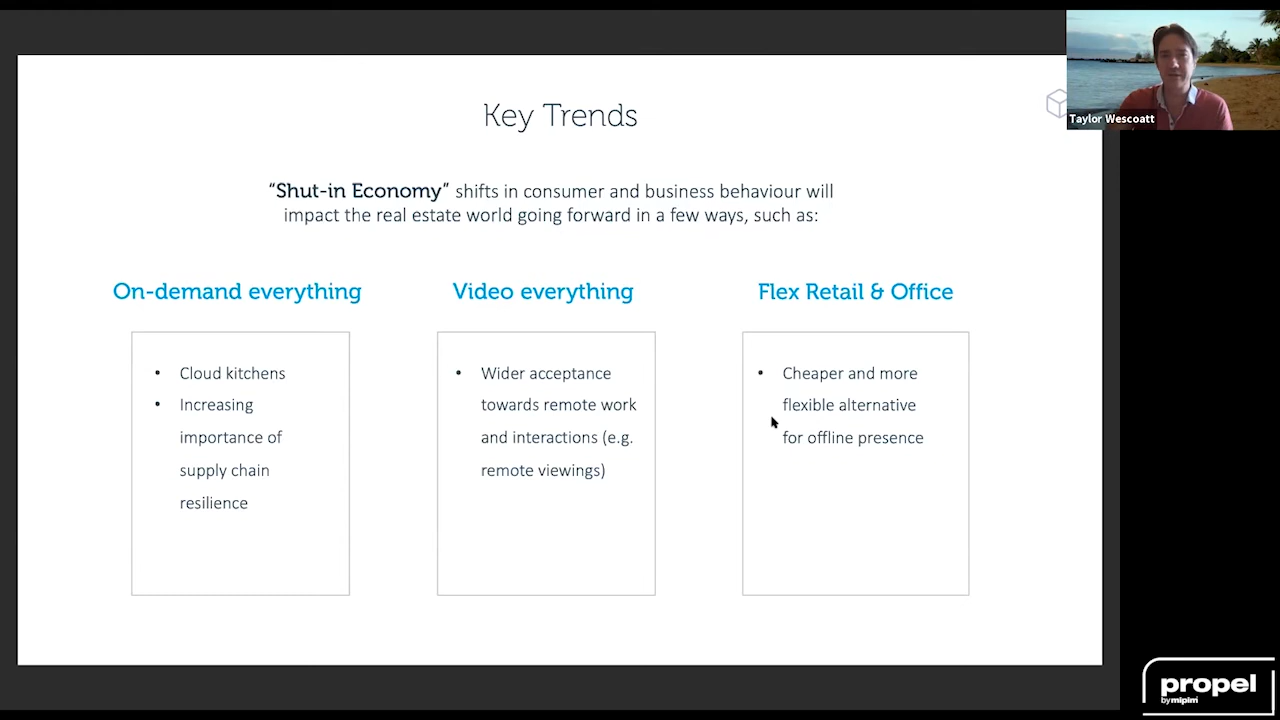 Key Trends
Taylor Wescoatt
“Shut-in Economy” shifts in consumer and business behaviour will
impact the real estate world going forward in a few ways, such as:
On-demand everything
• Cloud kitchens
• Increasing
importance of
supply chain
resilience
Video everything
• Wider acceptance
towards remote work
and interactions (e.g.
remote viewings)
Flex Retail & Office
• Cheaper and more
flexible alternative
for offline presence
propel
by mipim